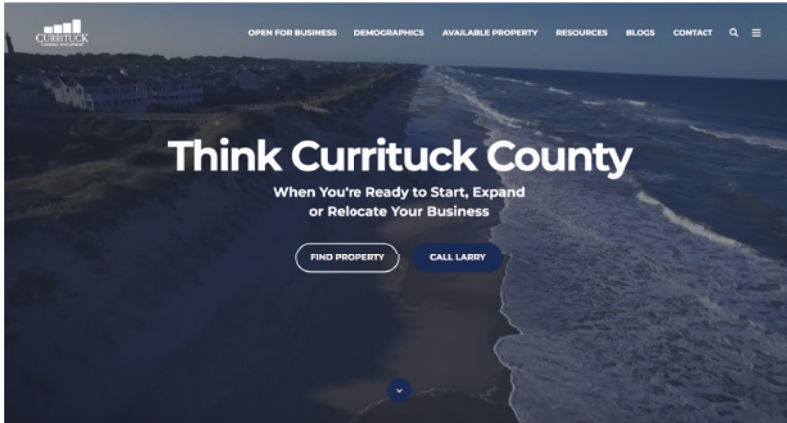 CURRITUCK
OPEN FOR BUSINESS
DEMOGRAPHICS
AVAILABLE PROPERTY
RESOURCES
BLOGS
CONTACT
Think Currituck County
When You're Ready to Start, Expand
or Relocate Your Business
FIND PROPERTY
CALL LARRY